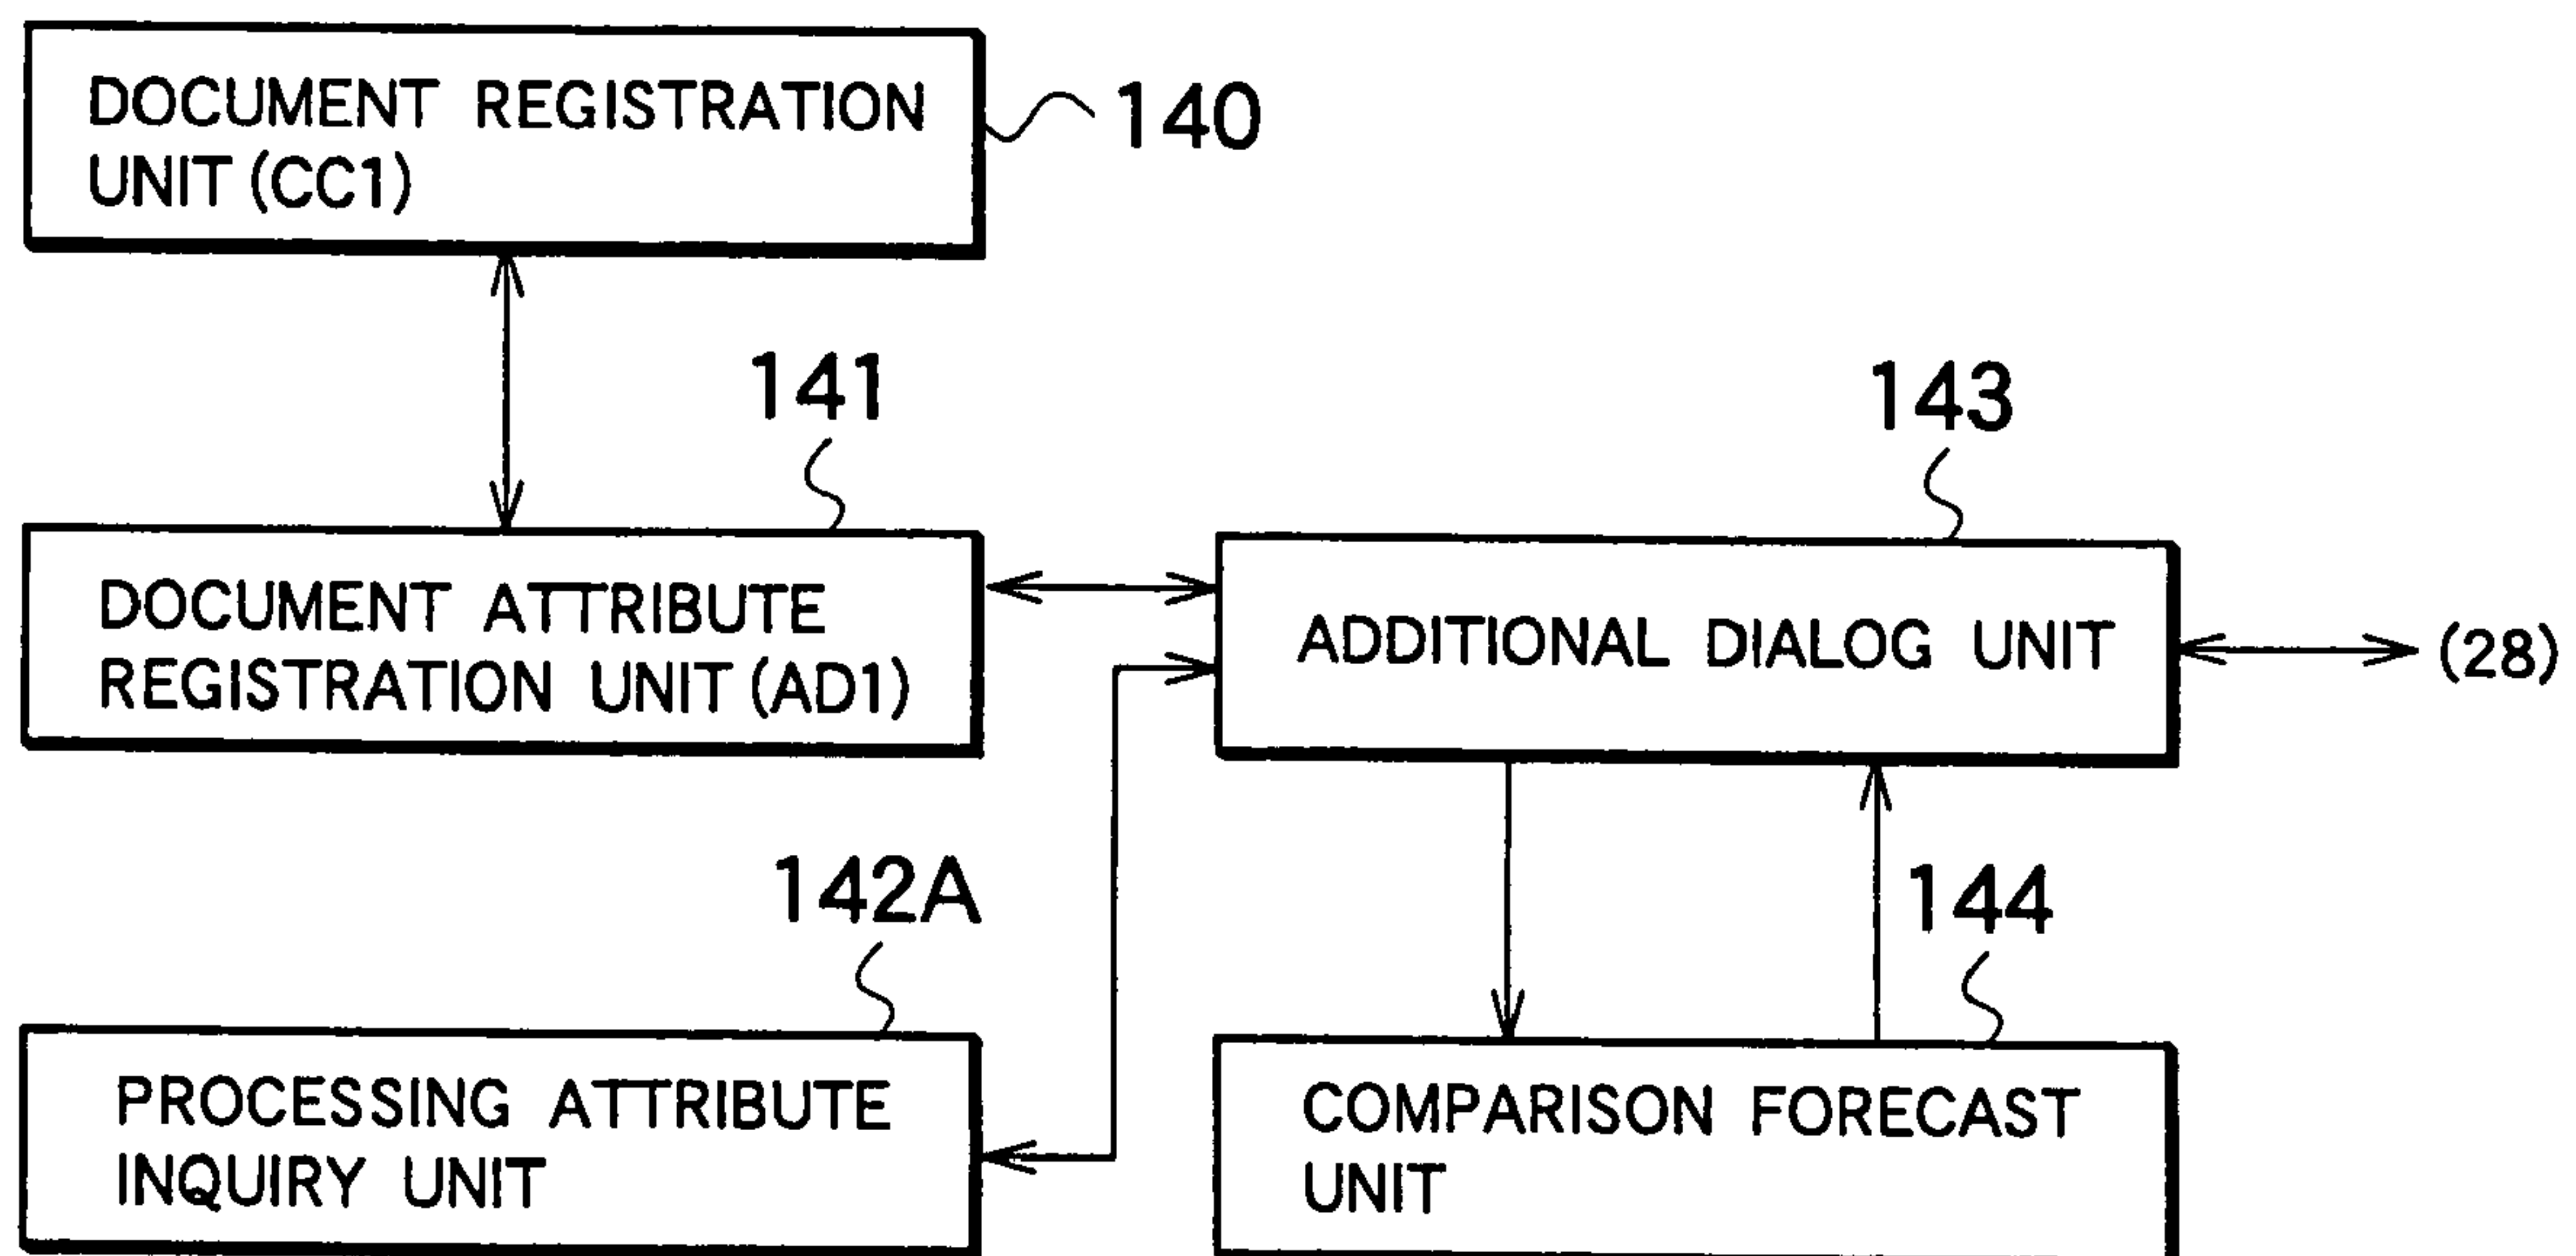 DOCUMENT REGISTRATION
UNIT (CC1)
140
141
DOCUMENT ATTRIBUTE
REGISTRATION UNIT (AD1)
143
ADDITIONAL DIALOG UNIT
(28)
142A
PROCESSING ATTRIBUTE
INQUIRY UNIT
144
COMPARISON FORECAST
UNIT